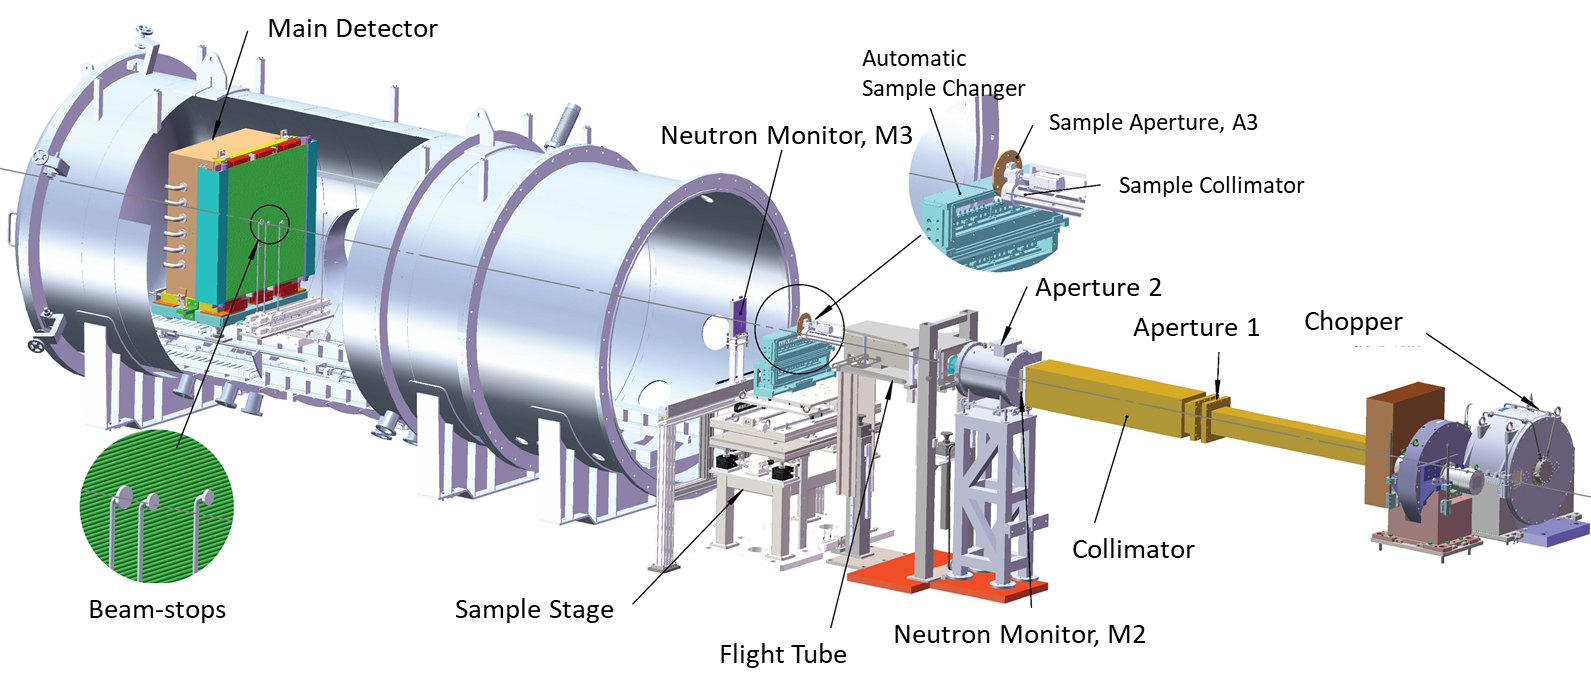 Main Detector
Automatic
Sample Changer
Neutron Monitor, M3
Sample Aperture, A3
Sample Collimator
Aperture 2
Aperture 1
Chopper
Collimator
Beam-stops
Sample Stage
Flight Tube
Neutron Monitor, M2